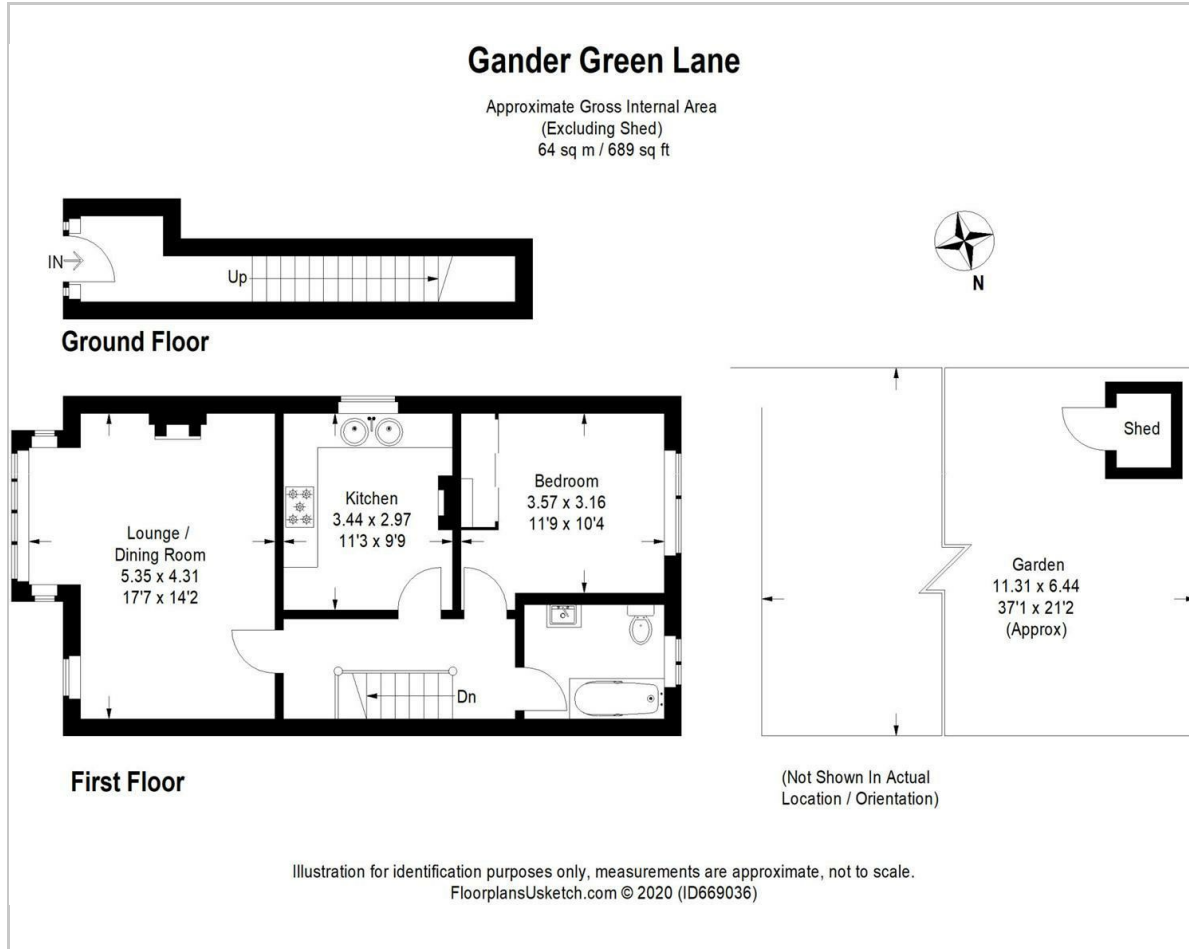 Gander Green Lane
Approximate Gross Internal Area
(Excluding Shed)
64 sq m / 689 sq ft
IN
Up
Ground Floor
N
Lounge /
Dining Room
5.35 x 4.31
17'7 x 14'2
Kitchen
3.44 x 2.97
11'3 x 9'9
Bedroom
3.57 x 3.16
11'9 x 10'4
Dn
First Floor
Shed
Garden
11.31 x 6.44
37'1 x 21'2
(Approx)
(Not Shown In Actual
Location / Orientation)
Illustration for identification purposes only, measurements are approximate, not to scale.
FloorplansUsketch.com © 2020 (ID669036)